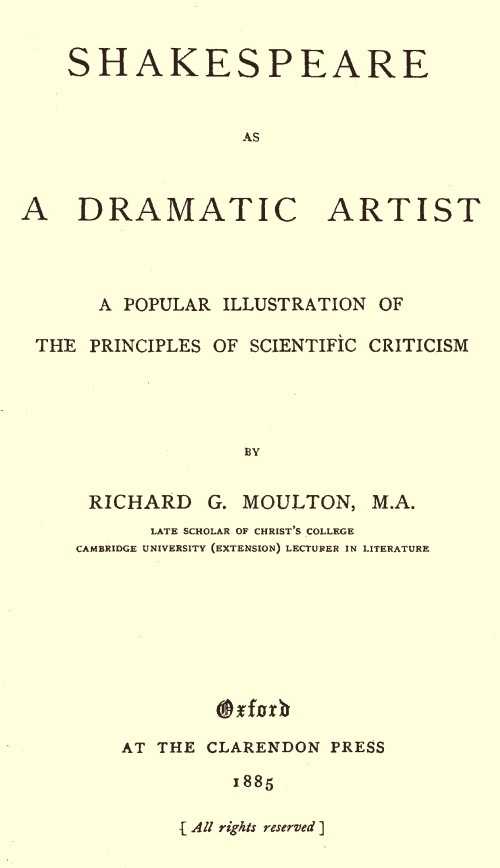 SHAKESPEARE
AS
A DRAMATIC ARTIST
A POPULAR ILLUSTRATION OF
THE PRINCIPLES OF SCIENTIFIC CRITICISM
BY
RICHARD G. MOULTON, M.A.
LATE SCHOLAR OF CHRIST'S COLLEGE
CAMBRIDGE UNIVERSITY (EXTENSION) LECTURER IN LITERATURE
Oxford
AT THE CLARENDON PRESS
1885
[ All rights reserved ]